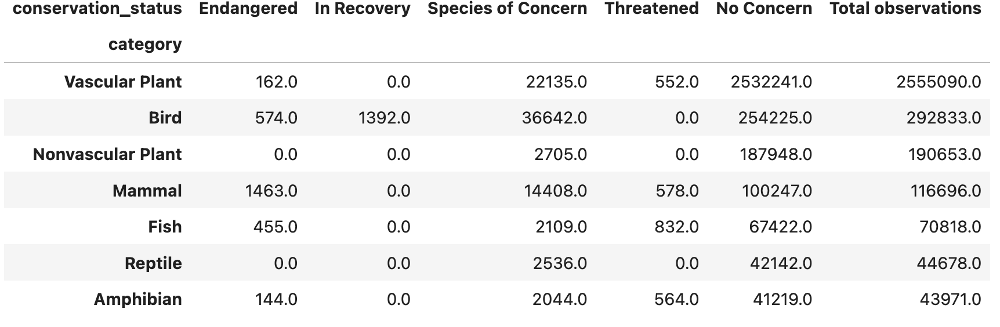 conservation_status Endangered In Recovery Species of Concern Threatened No Concern Total observations
category
Vascular Plant 162.0 0.0 22135.0 552.0 2532241.0 2555090.0
Bird 574.0 1392.0 36642.0 0.0 254225.0 292833.0
Nonvascular Plant 0.0 0.0 2705.0 0.0 187948.0 190653.0
Mammal 1463.0 0.0 14408.0 578.0 100247.0 116696.0
Fish 455.0 0.0 2109.0 832.0 67422.0 70818.0
Reptile 0.0 0.0 2536.0 0.0 42142.0 44678.0
Amphibian 144.0 0.0 2044.0 564.0 41219.0 43971.0